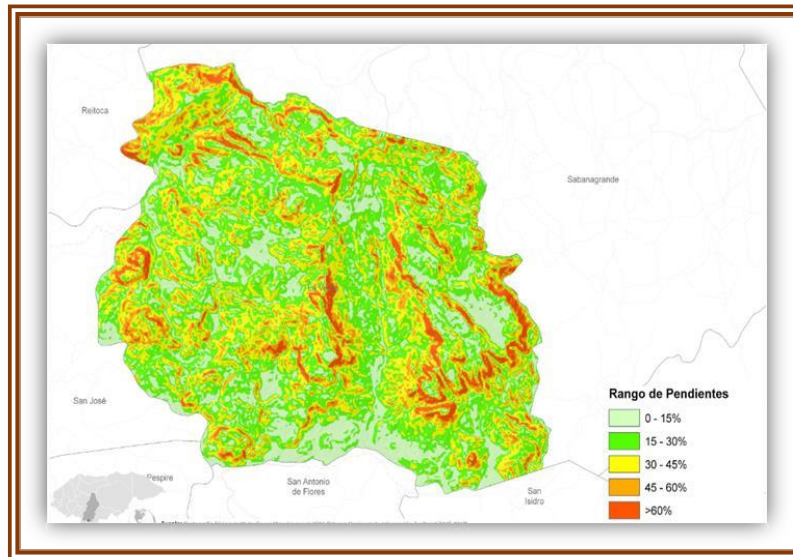 Reitoca
Sabanagrande
San José
Pespire
San Antonio
de Flores
San
Isidro
Rango de Pendientes
0 - 15%
15 - 30%
30 - 45%
45 - 60%
>60%